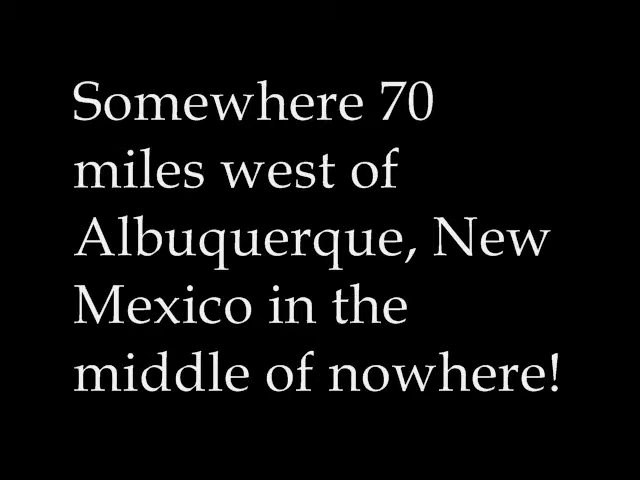 Somewhere 70
miles west of
Albuquerque, New
Mexico in the
middle of nowhere!